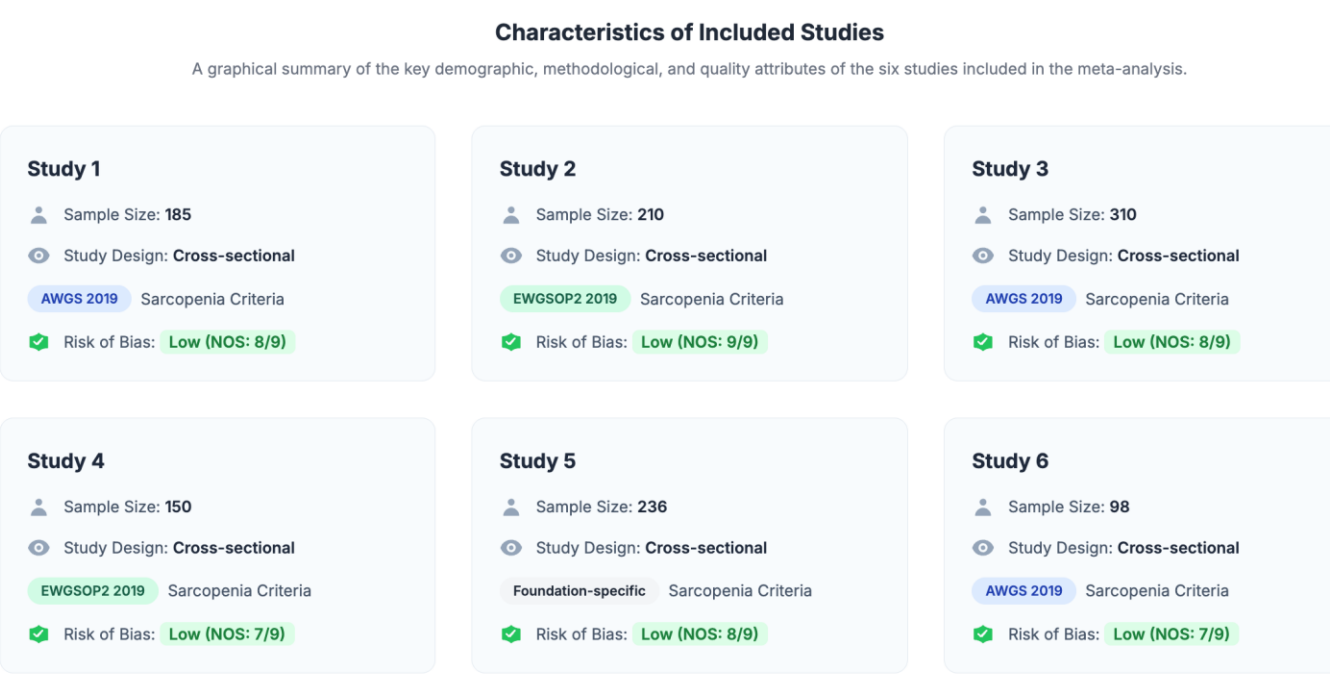 Characteristics of Included Studies
A graphical summary of the key demographic, methodological, and quality attributes of the six studies included in the meta-analysis.
Study 1
Sample Size: 185
Study Design: Cross-sectional
AWGS 2019 Sarcopenia Criteria
Risk of Bias: Low (NOS: 8/9)
Study 2
Sample Size: 210
Study Design: Cross-sectional
EWGSOP2 2019 Sarcopenia Criteria
Risk of Bias: Low (NOS: 9/9)
Study 3
Sample Size: 310
Study Design: Cross-sectional
AWGS 2019 Sarcopenia Criteria
Risk of Bias: Low (NOS: 8/9)
Study 4
Sample Size: 150
Study Design: Cross-sectional
EWGSOP2 2019 Sarcopenia Criteria
Risk of Bias: Low (NOS: 7/9)
Study 5
Sample Size: 236
Study Design: Cross-sectional
Foundation-specific Sarcopenia Criteria
Risk of Bias: Low (NOS: 8/9)
Study 6
Sample Size: 98
Study Design: Cross-sectional
AWGS 2019 Sarcopenia Criteria
Risk of Bias: Low (NOS: 7/9)